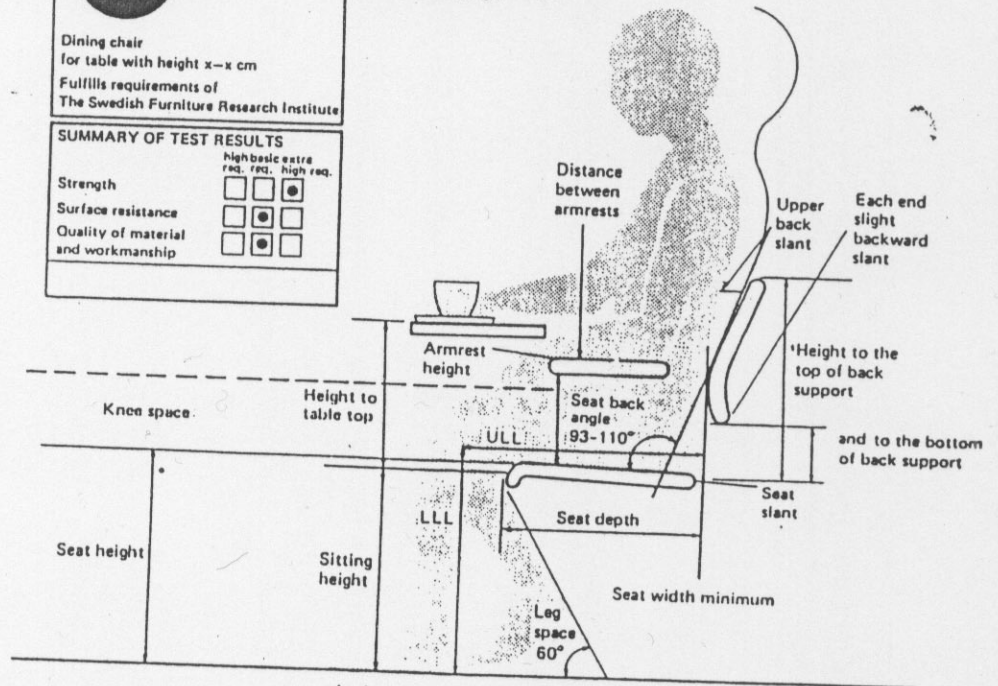 Dining chair
for table with height x–x cm
Fulfills requirements of
The Swedish Furniture Research Institute
SUMMARY OF TEST RESULTS
high basic extra
req. req. high req.
Strength
Surface resistance
Quality of material
and workmanship
Distance
between
armrests
Upper
back
slant
Each end
slight
backward
slant
Armrest
height
Height to the
top of back
support
Knee space
Height to
table top
Seat back
angle
93-110°
ULL
and to the bottom
of back support
Seat
slant
LLL
Seat depth
Seat height
Sitting
height
Seat width minimum
Leg
space
60°